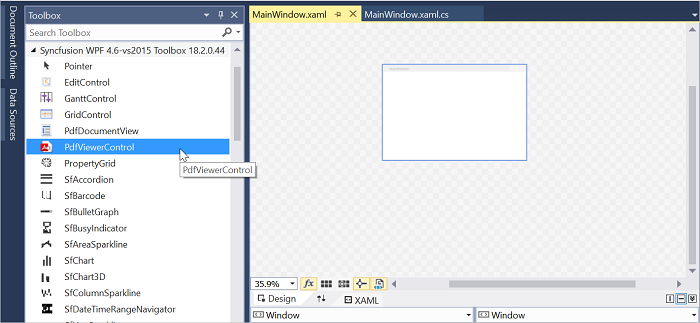 Document Outline
Data Sources
Toolbox
Search Toolbox
Syncfusion WPF 4.6-vs2015 Toolbox 18.2.0.44
Pointer
EditControl
GanttControl
GridControl
PdfDocumentView
PdfViewerControl
PropertyGrid
PdfViewerControl
SfAccordion
SfBarcode
SfBulletGraph
SfBusyIndicator
SfAreaSparkline
SfChart
SfChart3D
SfColumnSparkline
SfDateTimeRangeNavigator
MainWindow.xaml
MainWindow.xaml.cs
35.9%
fx
Design
XAML
Window
Window